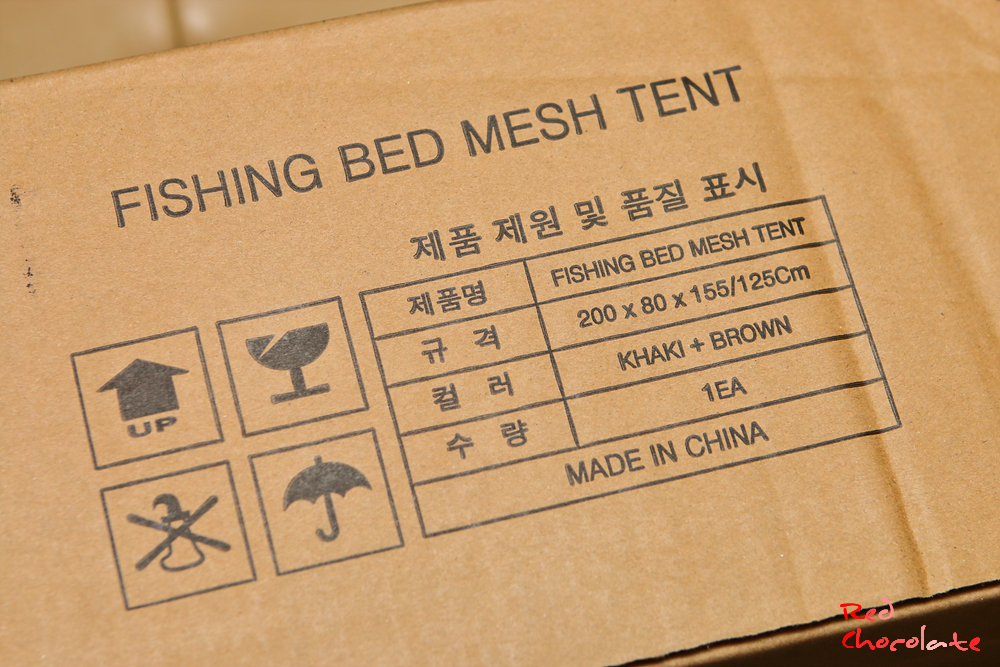 FISHING BED MESH TENT
제품 제원 및 품질 표시
제품명 FISHING BED MESH TENT
규 격 200 x 80 x 155/125Cm
컬 러 KHAKI + BROWN
수 량 1EA
MADE IN CHINA
UP
Red
Chocolate